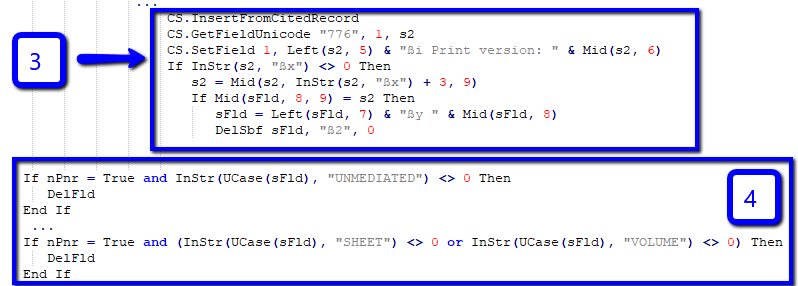 ...
CS.InsertFromCitedRecord
CS.GetFieldUnicode "776", 1, s2
CS.SetField 1, Left(s2, 5) & "ßi Print version: " & Mid(s2, 6)
If InStr(s2, "ßx") <> 0 Then
s2 = Mid(s2, InStr(s2, "ßx") + 3, 9)
If Mid(sFld, 8, 9) = s2 Then
sFld = Left(sFld, 7) & "ßy " & Mid(sFld, 8)
DelSbf sFld, "ß2", 0
3
If nPnr = True and InStr(UCase(sFld), "UNMEDIATED") <> 0 Then
DelFld
End If
...
If nPnr = True and (InStr(UCase(sFld), "SHEET") <> 0 or InStr(UCase(sFld), "VOLUME") <> 0) Then
DelFld
End If
4